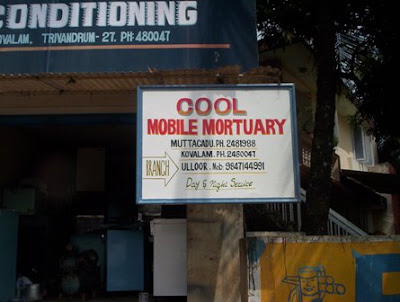 CONDITIONING
KOVALAM. TRIVANDRUM-27. PH:480047
COOL
MOBILE MORTUARY
MUTTACADU.PH.2481988
KOVALAM. PH:2480047
BRANCH ULLOOR. Mob: 9847144991
Day & Night Service